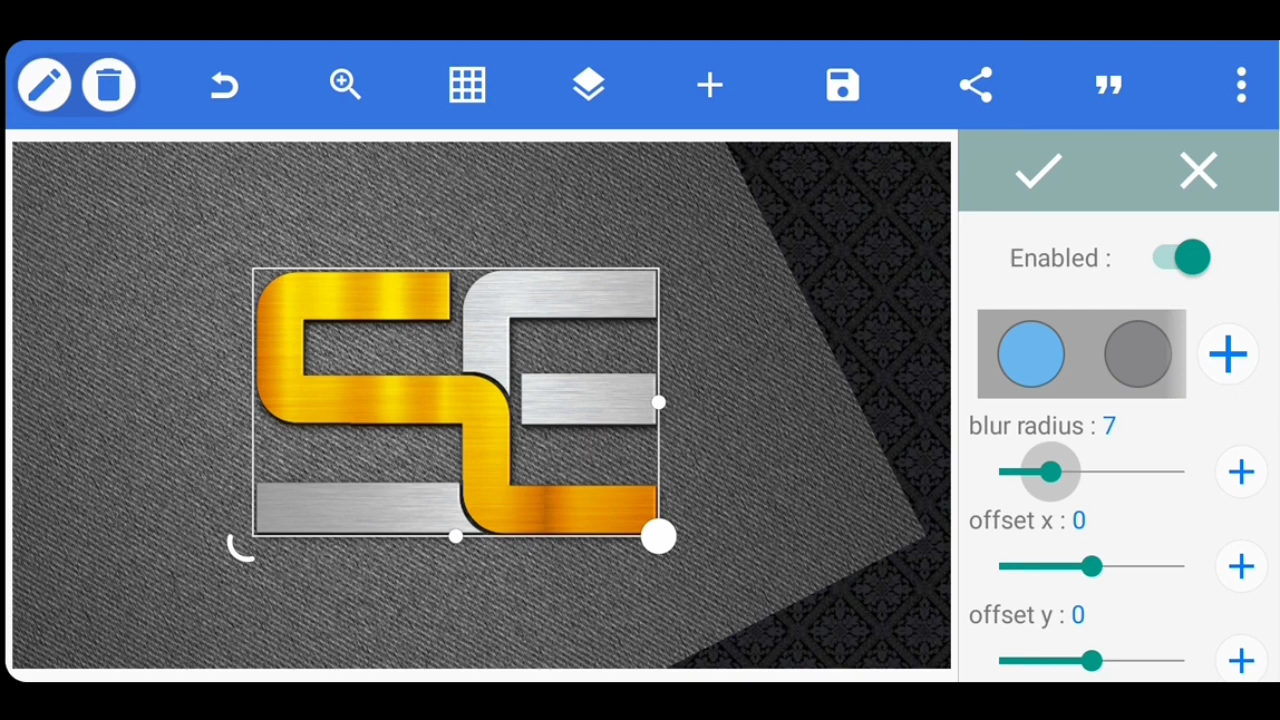 Enabled :
blur radius : 7
offset x : 0
offset y : 0